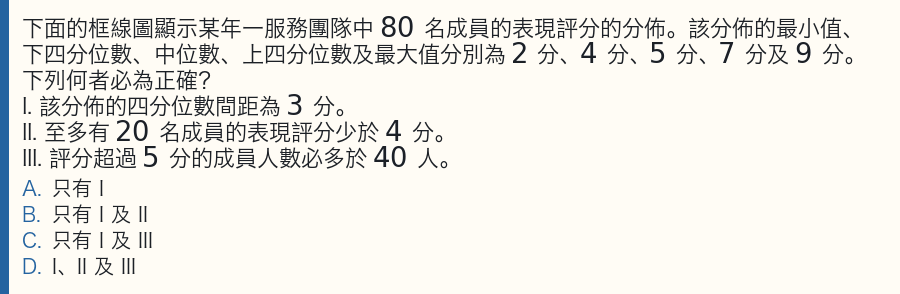 下面的框線圖顯示某年一服務團隊中 80 名成員的表現評分的分佈。該分佈的最小值、
下四分位數、中位數、上四分位數及最大值分別為 2 分、4 分、5 分、7 分及 9 分。
下列何者必為正確?
I. 該分佈的四分位數間距為 3 分。
II. 至多有 20 名成員的表現評分少於 4 分。
III. 評分超過 5 分的成員人數必多於 40 人。
A. 只有 I
B. 只有 I 及 II
C. 只有 I 及 III
D. I、II 及 III